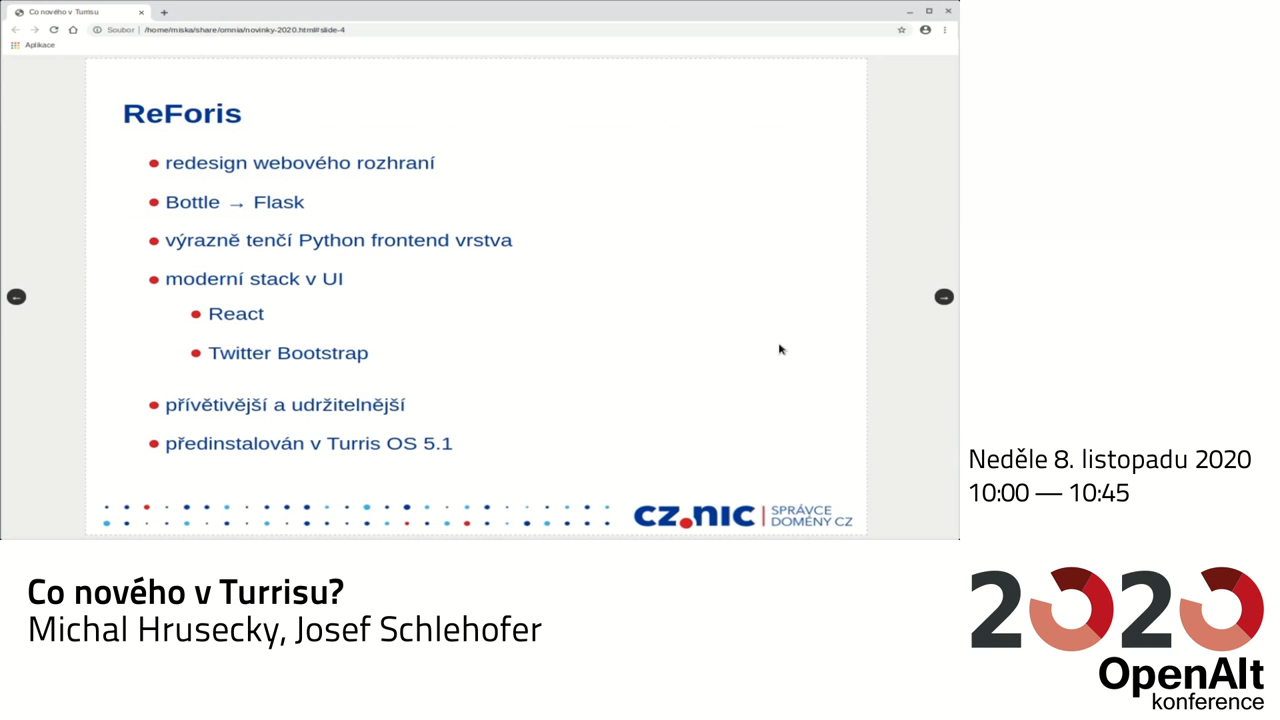 Co nového v Turrisu
Soubor | /home/miska/share/omnia/novinky-2020.html#slide-4
Aplikace
ReForis
redesign webového rozhraní
Bottle → Flask
výrazně tenčí Python frontend vrstva
moderní stack v UI
React
Twitter Bootstrap
přívětivější a udržitelnější
předinstalován v Turris OS 5.1
CZ.NIC | SPRÁVCE
DOMÉNY CZ
Neděle 8. listopadu 2020
10:00 — 10:45
Co nového v Turrisu?
Michal Hrusecky, Josef Schlehofer
2020
OpenAlt
konference